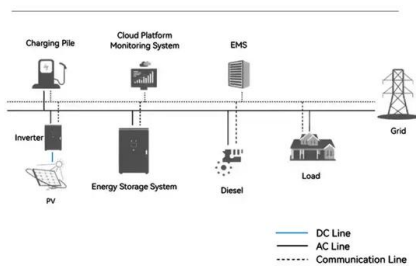 Charging Pile
Cloud Platform
Monitoring System
EMS
Grid
Inverter
PV
Energy Storage System
Diesel
Load
DC Line
AC Line
Communication Line